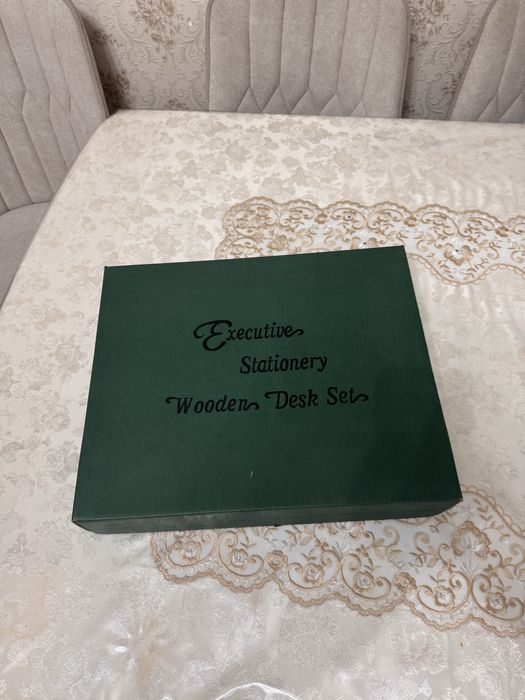 Executive
Stationery
Wooden Desk Set